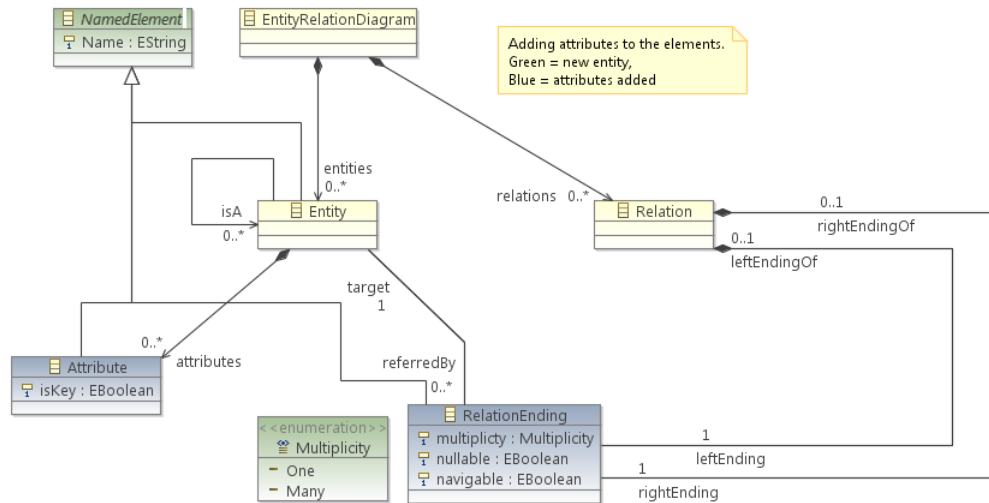 NamedElement
Name : EString
EntityRelationDiagram
Adding attributes to the elements.
Green = new entity,
Blue = attributes added
entities
0..*
relations 0..*
isA
0..*
Entity
Relation
0..1
rightEndingOf
0..1
leftEndingOf
target
1
0..*
attributes
referredBy
0..*
Attribute
isKey : EBoolean
<<enumeration>>
Multiplicity
One
Many
RelationEnding
multiplicty : Multiplicity
nullable : EBoolean
navigable : EBoolean
1
leftEnding
1
rightEnding